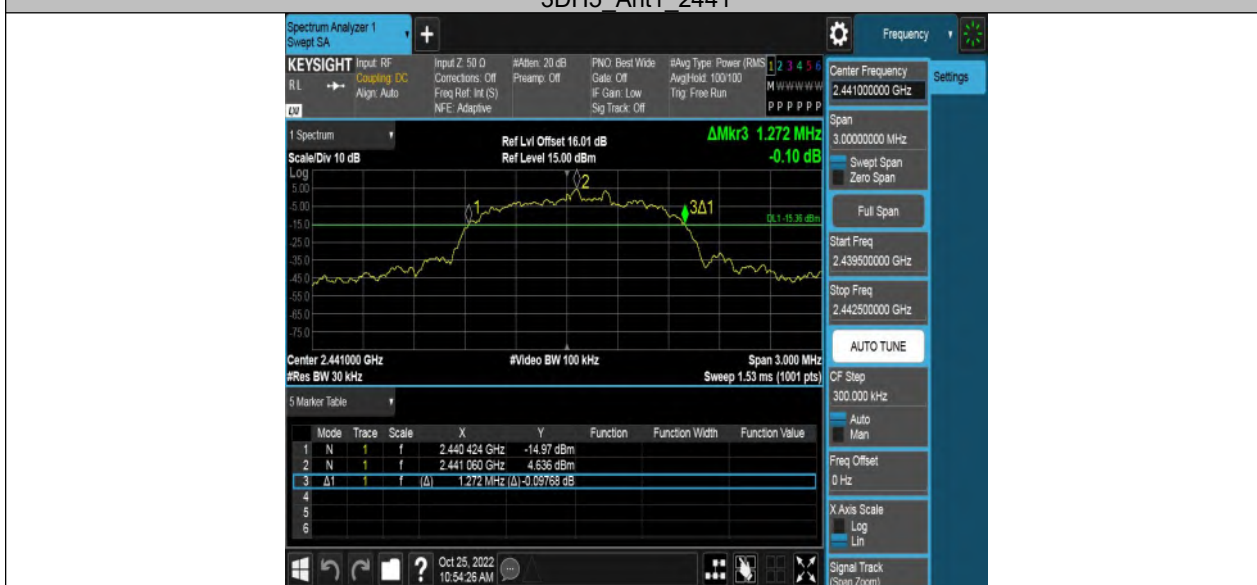 3DH5_Ant1_2441
Spectrum Analyzer 1
Swept SA
+
Frequency
KEYSIGHT
RL
LXI
Input: RF
Coupling: DC
Align: Auto
Input Z: 50 Ω
Corrections: Off
Freq Ref: Int (S)
NFE: Adaptive
#Atten: 20 dB
Preamp: Off
PNO: Best Wide
Gate: Off
IF Gain: Low
Sig Track: Off
#Avg Type: Power (RMS
Avg|Hold: 100/100
Trig: Free Run
1 2 3 4 5 6
M W W W W W
P P P P P P
Center Frequency
2.441000000 GHz
Settings
1 Spectrum
Scale/Div 10 dB
Ref Lvl Offset 16.01 dB
Ref Level 15.00 dBm
ΔMkr3 1.272 MHz
-0.10 dB
Span
3.00000000 MHz
Swept Span
Zero Span
Log
5.00
-5.00
-15.0
-25.0
-35.0
-45.0
-55.0
-65.0
-75.0
1
2
3Δ1
DL1 -15.36 dBm
Full Span
Start Freq
2.439500000 GHz
Stop Freq
2.442500000 GHz
AUTO TUNE
Center 2.441000 GHz
#Res BW 30 kHz
#Video BW 100 kHz
Span 3.000 MHz
Sweep 1.53 ms (1001 pts)
CF Step
300.000 kHz
Auto
Man
5 Marker Table
Mode Trace Scale X Y Function Function Width Function Value
1 N 1 f 2.440 424 GHz -14.97 dBm
2 N 1 f 2.441 060 GHz 4.636 dBm
3 Δ1 1 f (Δ) 1.272 MHz (Δ) -0.09768 dB
4
5
6
Freq Offset
0 Hz
X Axis Scale
Log
Lin
Signal Track
(Span Zoom)
?
Oct 25, 2022
10:54:26 AM